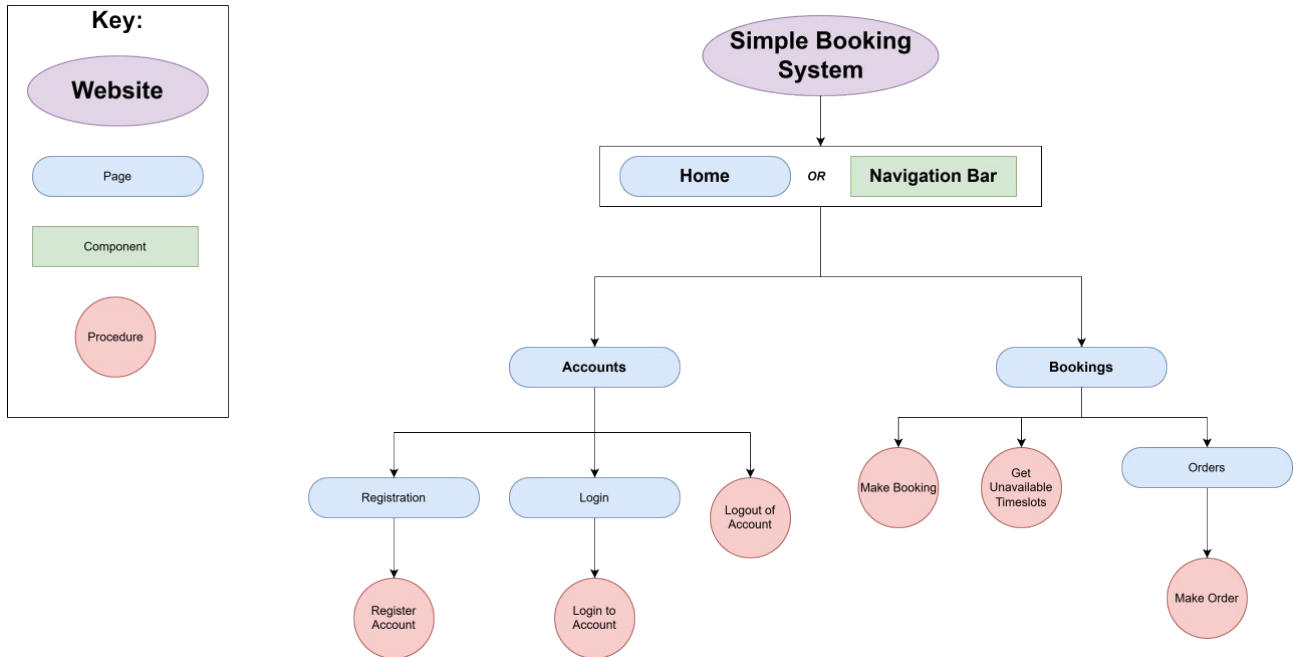 Key:
Website
Page
Component
Procedure
Simple Booking
System
Home
OR
Navigation Bar
Accounts
Bookings
Registration
Login
Logout of
Account
Make Booking
Get
Unavailable
Timeslots
Orders
Register
Account
Login to
Account
Make Order